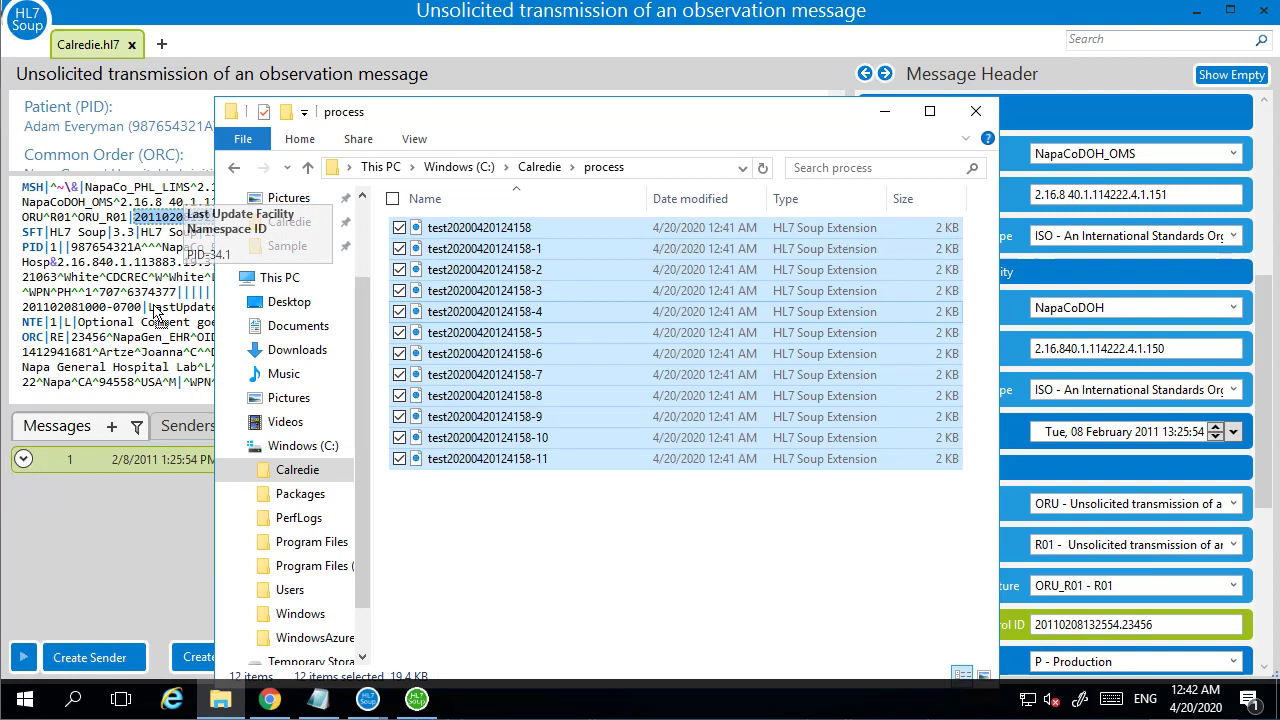 HL7
Soup
Unsolicited transmission of an observation message
Calredie.hl7
Search
Unsolicited transmission of an observation message
Message Header
Show Empty
Patient (PID):
Adam Everyman (987654321A
Common Order (ORC):
MSH|^~\&|NapaCo_PHL_LIMS^2.1
NapaCoDOH_OMS^2.16.8 40.1.11
ORU^R01^ORU_R01|20110208
SFT|HL7 Soup|3.3|HL7 Sou
PID|1||987654321A^^^NapaCo
Hosp&2.16.840.1.113883.19.3
21063^White^CDCREC^W^White^L
^WPN^PH^^1^707^6374377|||||
201102081000-0700|LastUpdate
NTE|1|L|Optional Comment goe
ORC|RE|23456^NapaGen_EHR^OID
1412941681^Artze^Joanna^C^^D
Napa General Hospital Lab^L^
22^Napa^CA^94558^USA^M|^WPN^
Last Update Facility
Namespace ID
PID-34.1
Messages
Senders
1 2/8/2011 1:25:54 PM
Create Sender
Create
process
File Home Share View
This PC Windows (C:) Calredie process
Search process
Pictures
Calredie
Sample
This PC
Desktop
Documents
Downloads
Music
Pictures
Videos
Windows (C:)
Calredie
Packages
PerfLogs
Program Files
Program Files (
Users
Windows
WindowsAzure
Temporary Stora
Name Date modified Type Size
test20200420124158 4/20/2020 12:41 AM HL7 Soup Extension 2 KB
test20200420124158-1 4/20/2020 12:41 AM HL7 Soup Extension 2 KB
test20200420124158-2 4/20/2020 12:41 AM HL7 Soup Extension 2 KB
test20200420124158-3 4/20/2020 12:41 AM HL7 Soup Extension 2 KB
test20200420124158-4 4/20/2020 12:41 AM HL7 Soup Extension 2 KB
test20200420124158-5 4/20/2020 12:41 AM HL7 Soup Extension 2 KB
test20200420124158-6 4/20/2020 12:41 AM HL7 Soup Extension 2 KB
test20200420124158-7 4/20/2020 12:41 AM HL7 Soup Extension 2 KB
test20200420124158-8 4/20/2020 12:41 AM HL7 Soup Extension 2 KB
test20200420124158-9 4/20/2020 12:41 AM HL7 Soup Extension 2 KB
test20200420124158-10 4/20/2020 12:41 AM HL7 Soup Extension 2 KB
test20200420124158-11 4/20/2020 12:41 AM HL7 Soup Extension 2 KB
12 items 12 items selected 19.4 KB
NapaCoDOH_OMS
2.16.8 40.1.114222.4.1.151
ISO - An International Standards Org
NapaCoDOH
2.16.840.1.114222.4.1.150
ISO - An International Standards Org
Tue, 08 February 2011 13:25:54
ORU - Unsolicited transmission of a
R01 - Unsolicited transmission of ar
ORU_R01 - R01
20110208132554.23456
P - Production
HL7
Soup
HL7
Soup
ENG
12:42 AM
4/20/2020
1